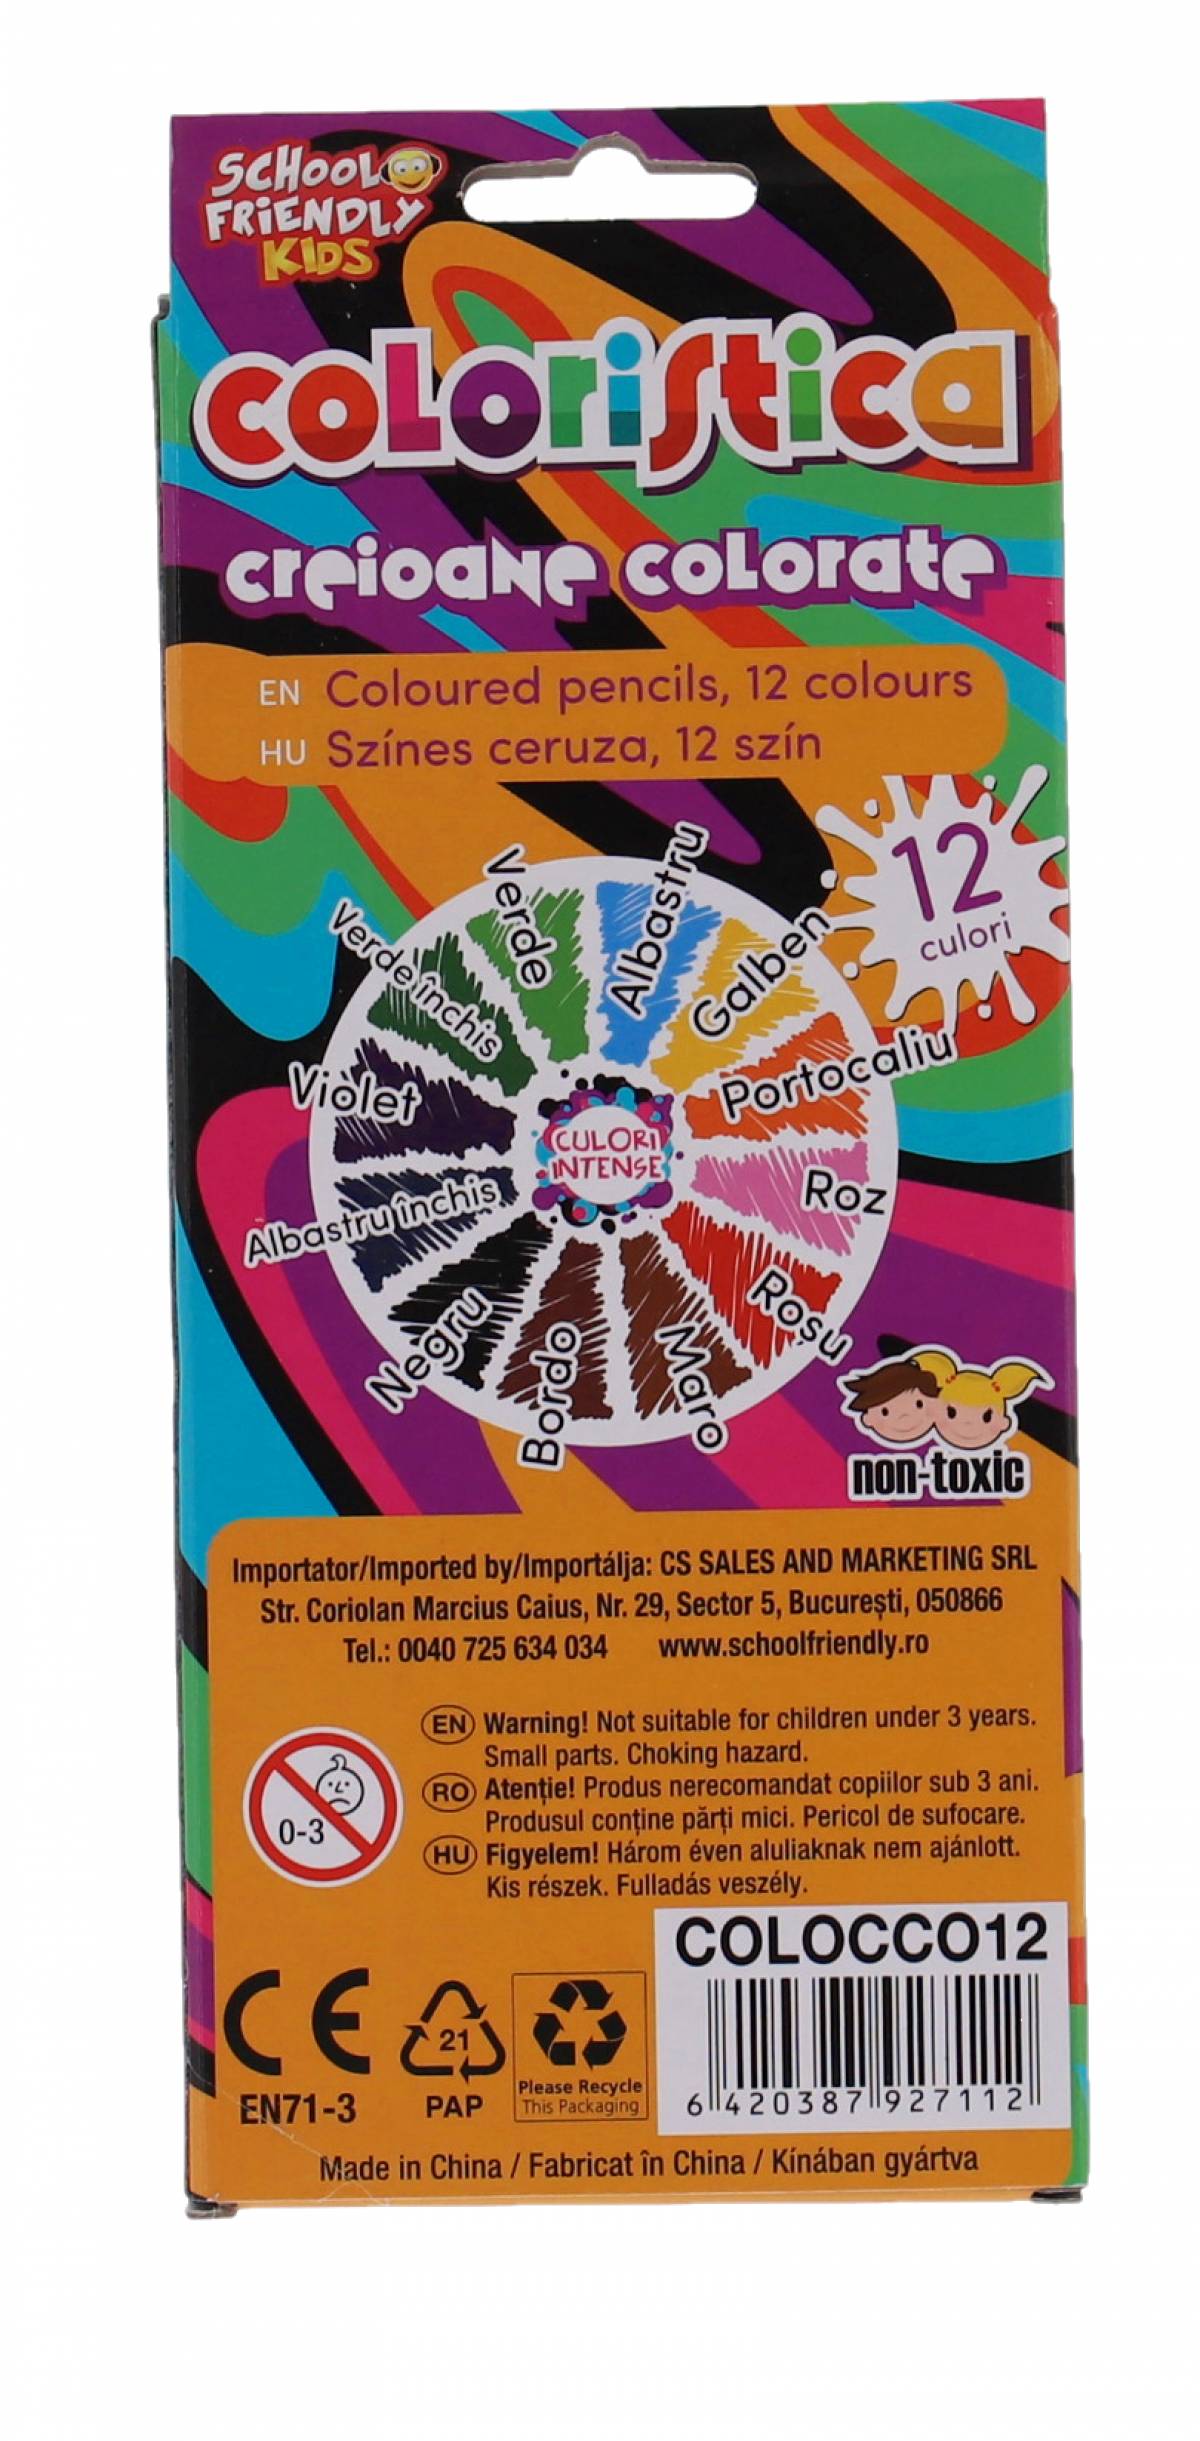 SCHOOL
FRIENDLY
KIDS
coloristica
creioane colorate
EN Coloured pencils, 12 colours
HU Színes ceruza, 12 szín
12
culori
Verde
Albastru
Galben
Verde închis
Portocaliu
Violet
CULORI
INTENSE
Roz
Albastru închis
Roșu
Negru
Bordo
Maro
non-toxic
Importator/Imported by/Importálja: CS SALES AND MARKETING SRL
Str. Coriolan Marcius Caius, Nr. 29, Sector 5, București, 050866
Tel.: 0040 725 634 034 www.schoolfriendly.ro
EN Warning! Not suitable for children under 3 years.
Small parts. Choking hazard.
RO Atenție! Produs nerecomandat copiilor sub 3 ani.
Produsul conține părți mici. Pericol de sufocare.
HU Figyelem! Három éven aluliaknak nem ajánlott.
Kis részek. Fulladás veszély.
0-3
COLOCCO12
CE
EN71-3
21
PAP
Please Recycle
This Packaging
6 420387 927112
Made in China / Fabricat în China / Kínában gyártva